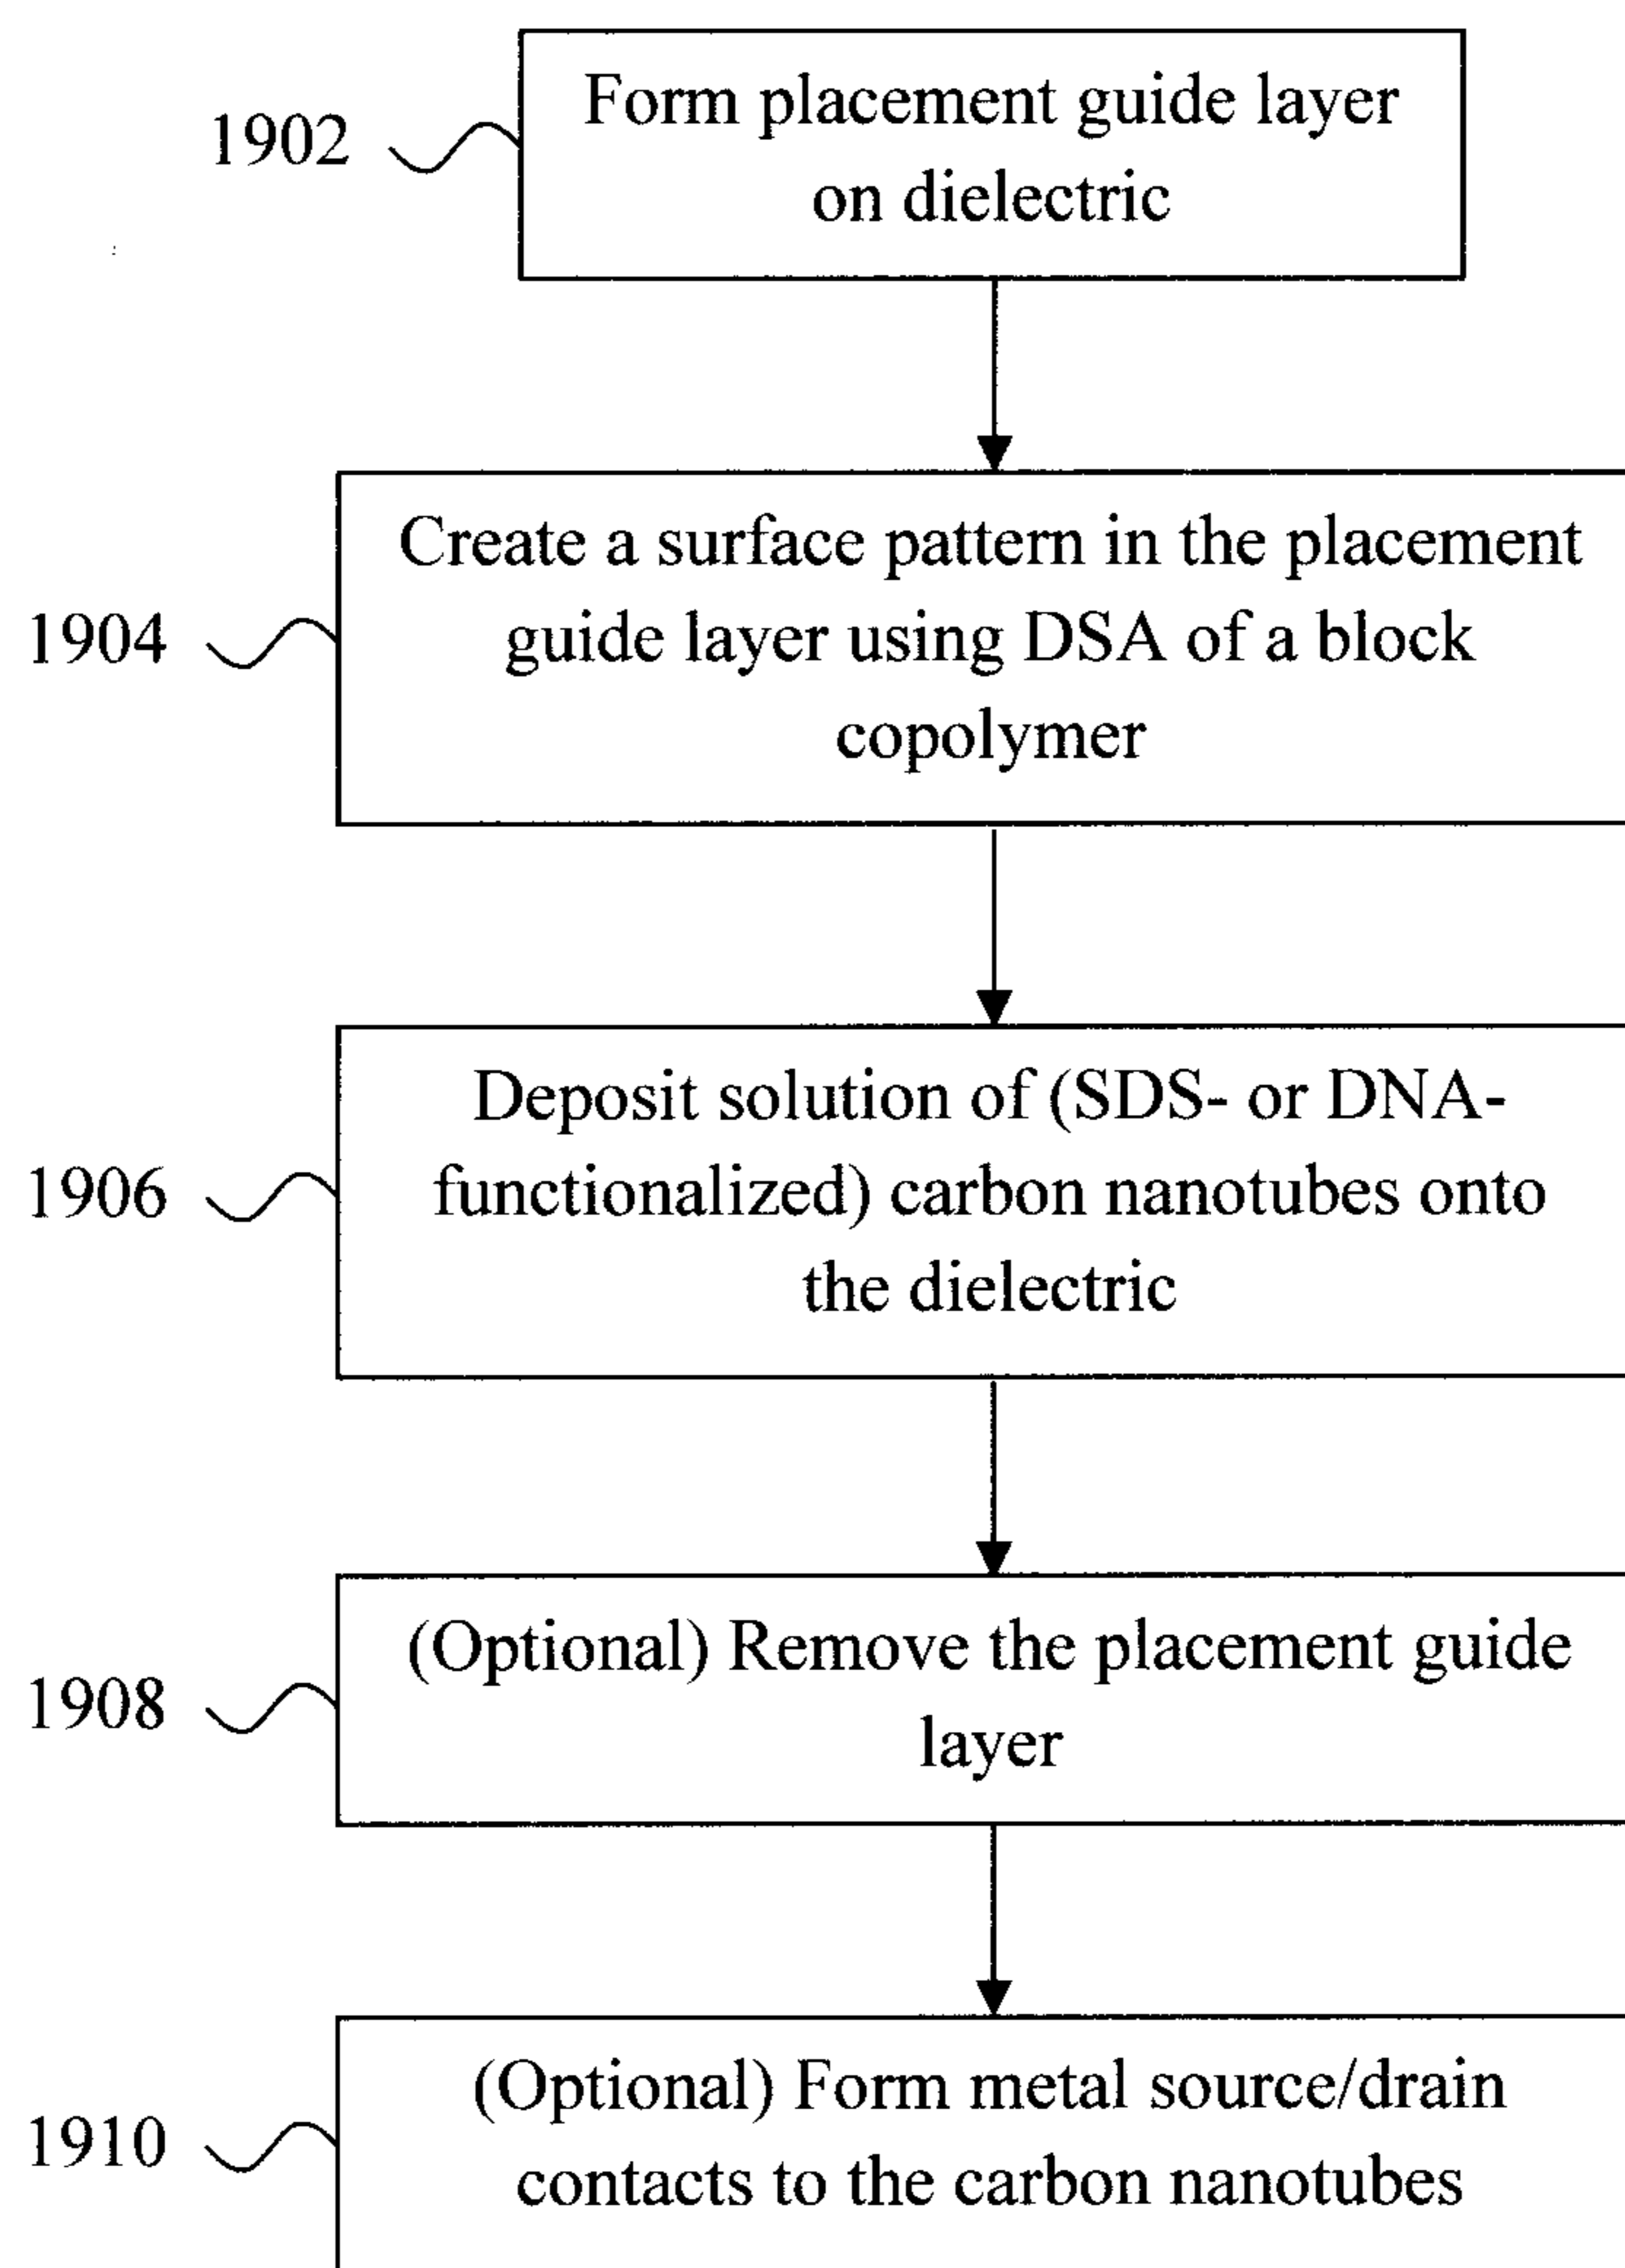 1902
Form placement guide layer
on dielectric
1904
Create a surface pattern in the placement
guide layer using DSA of a block
copolymer
1906
Deposit solution of (SDS- or DNA-
functionalized) carbon nanotubes onto
the dielectric
1908
(Optional) Remove the placement guide
layer
1910
(Optional) Form metal source/drain
contacts to the carbon nanotubes